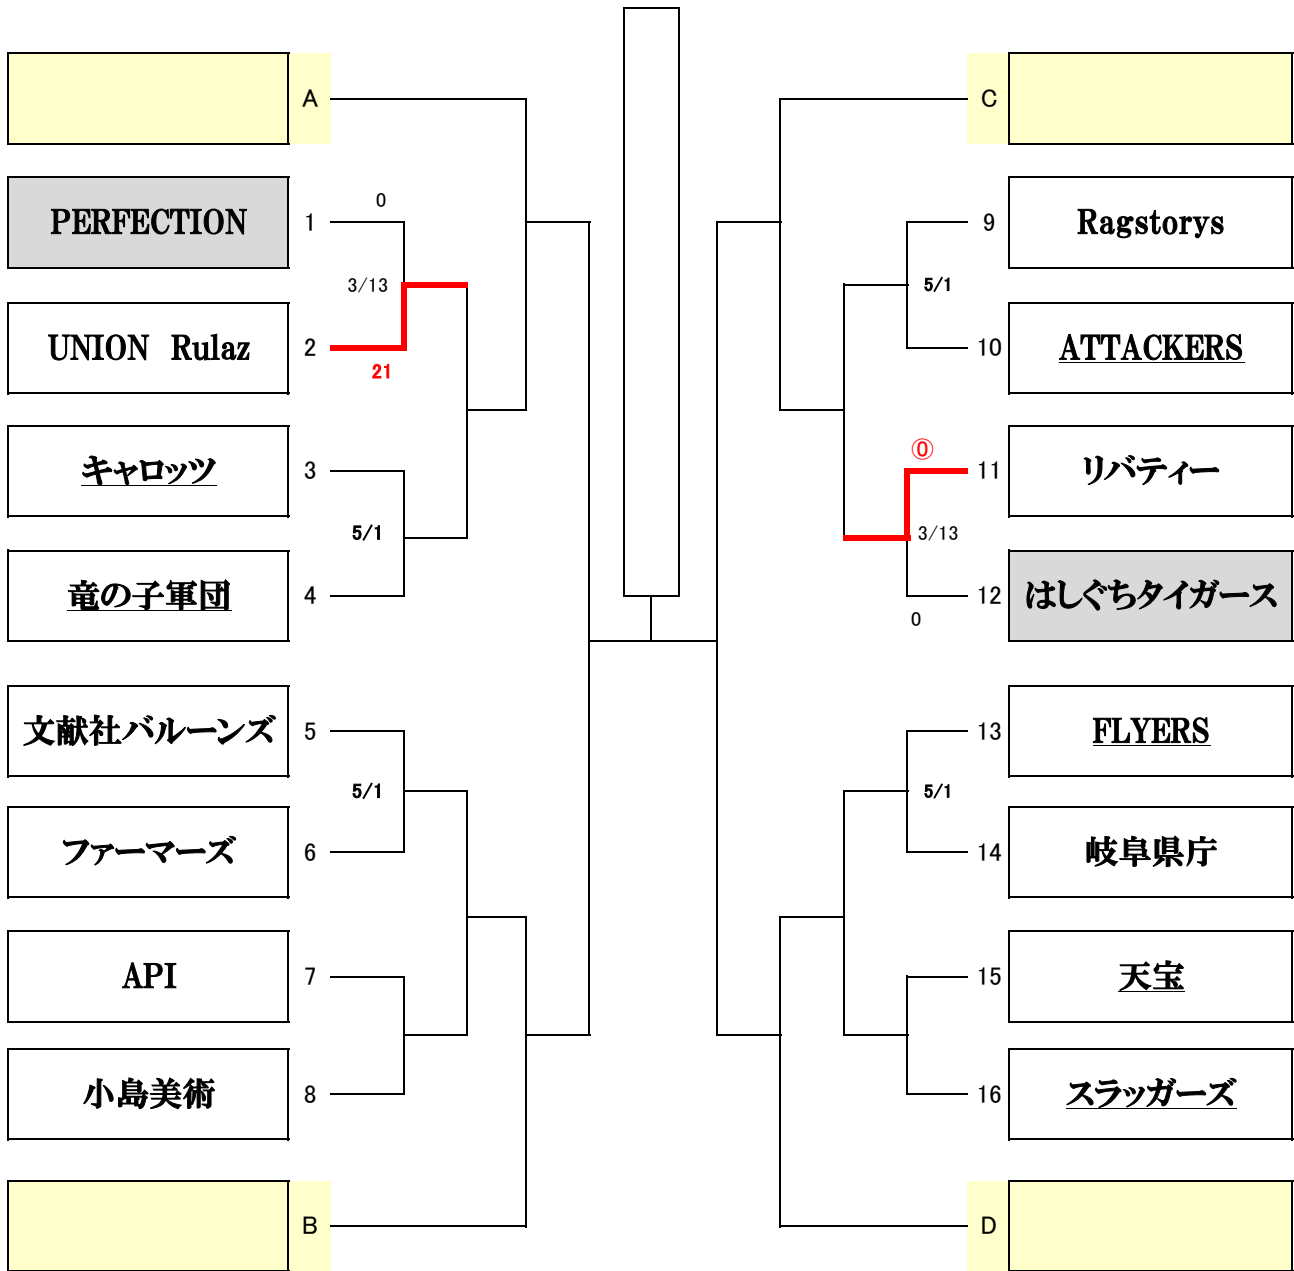 A
PERFECTION
1
0
3/13
UNION Rulaz
2
21
キャロッツ
3
5/1
竜の子軍団
4
文献社バルーンズ
5
5/1
ファーマーズ
6
API
7
小島美術
8
B
C
9
Ragstorys
5/1
10
ATTACKERS
⓪
11
リバティー
3/13
12
はしぐちタイガース
0
13
FLYERS
5/1
14
岐阜県庁
15
天宝
16
スラッガーズ
D